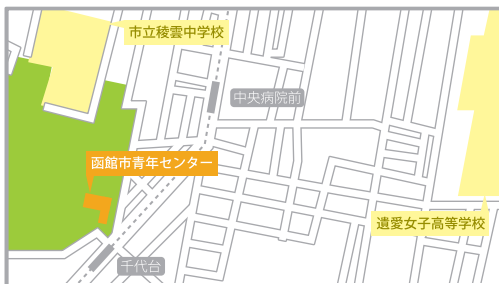 市立稜雲中学校
中央病院前
函館市青年センター
遺愛女子高等学校
千代台